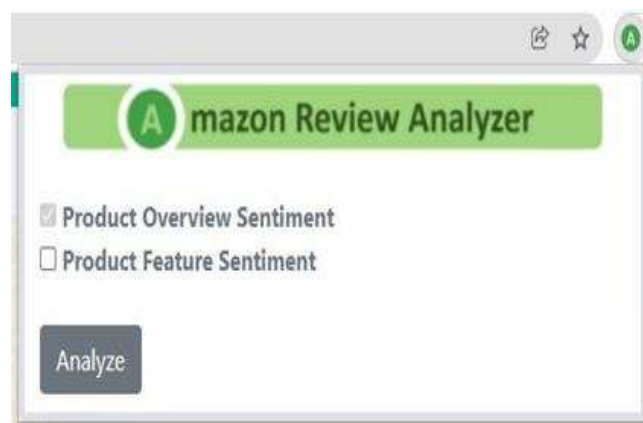 A
A mazon Review Analyzer
Product Overview Sentiment
Product Feature Sentiment
Analyze